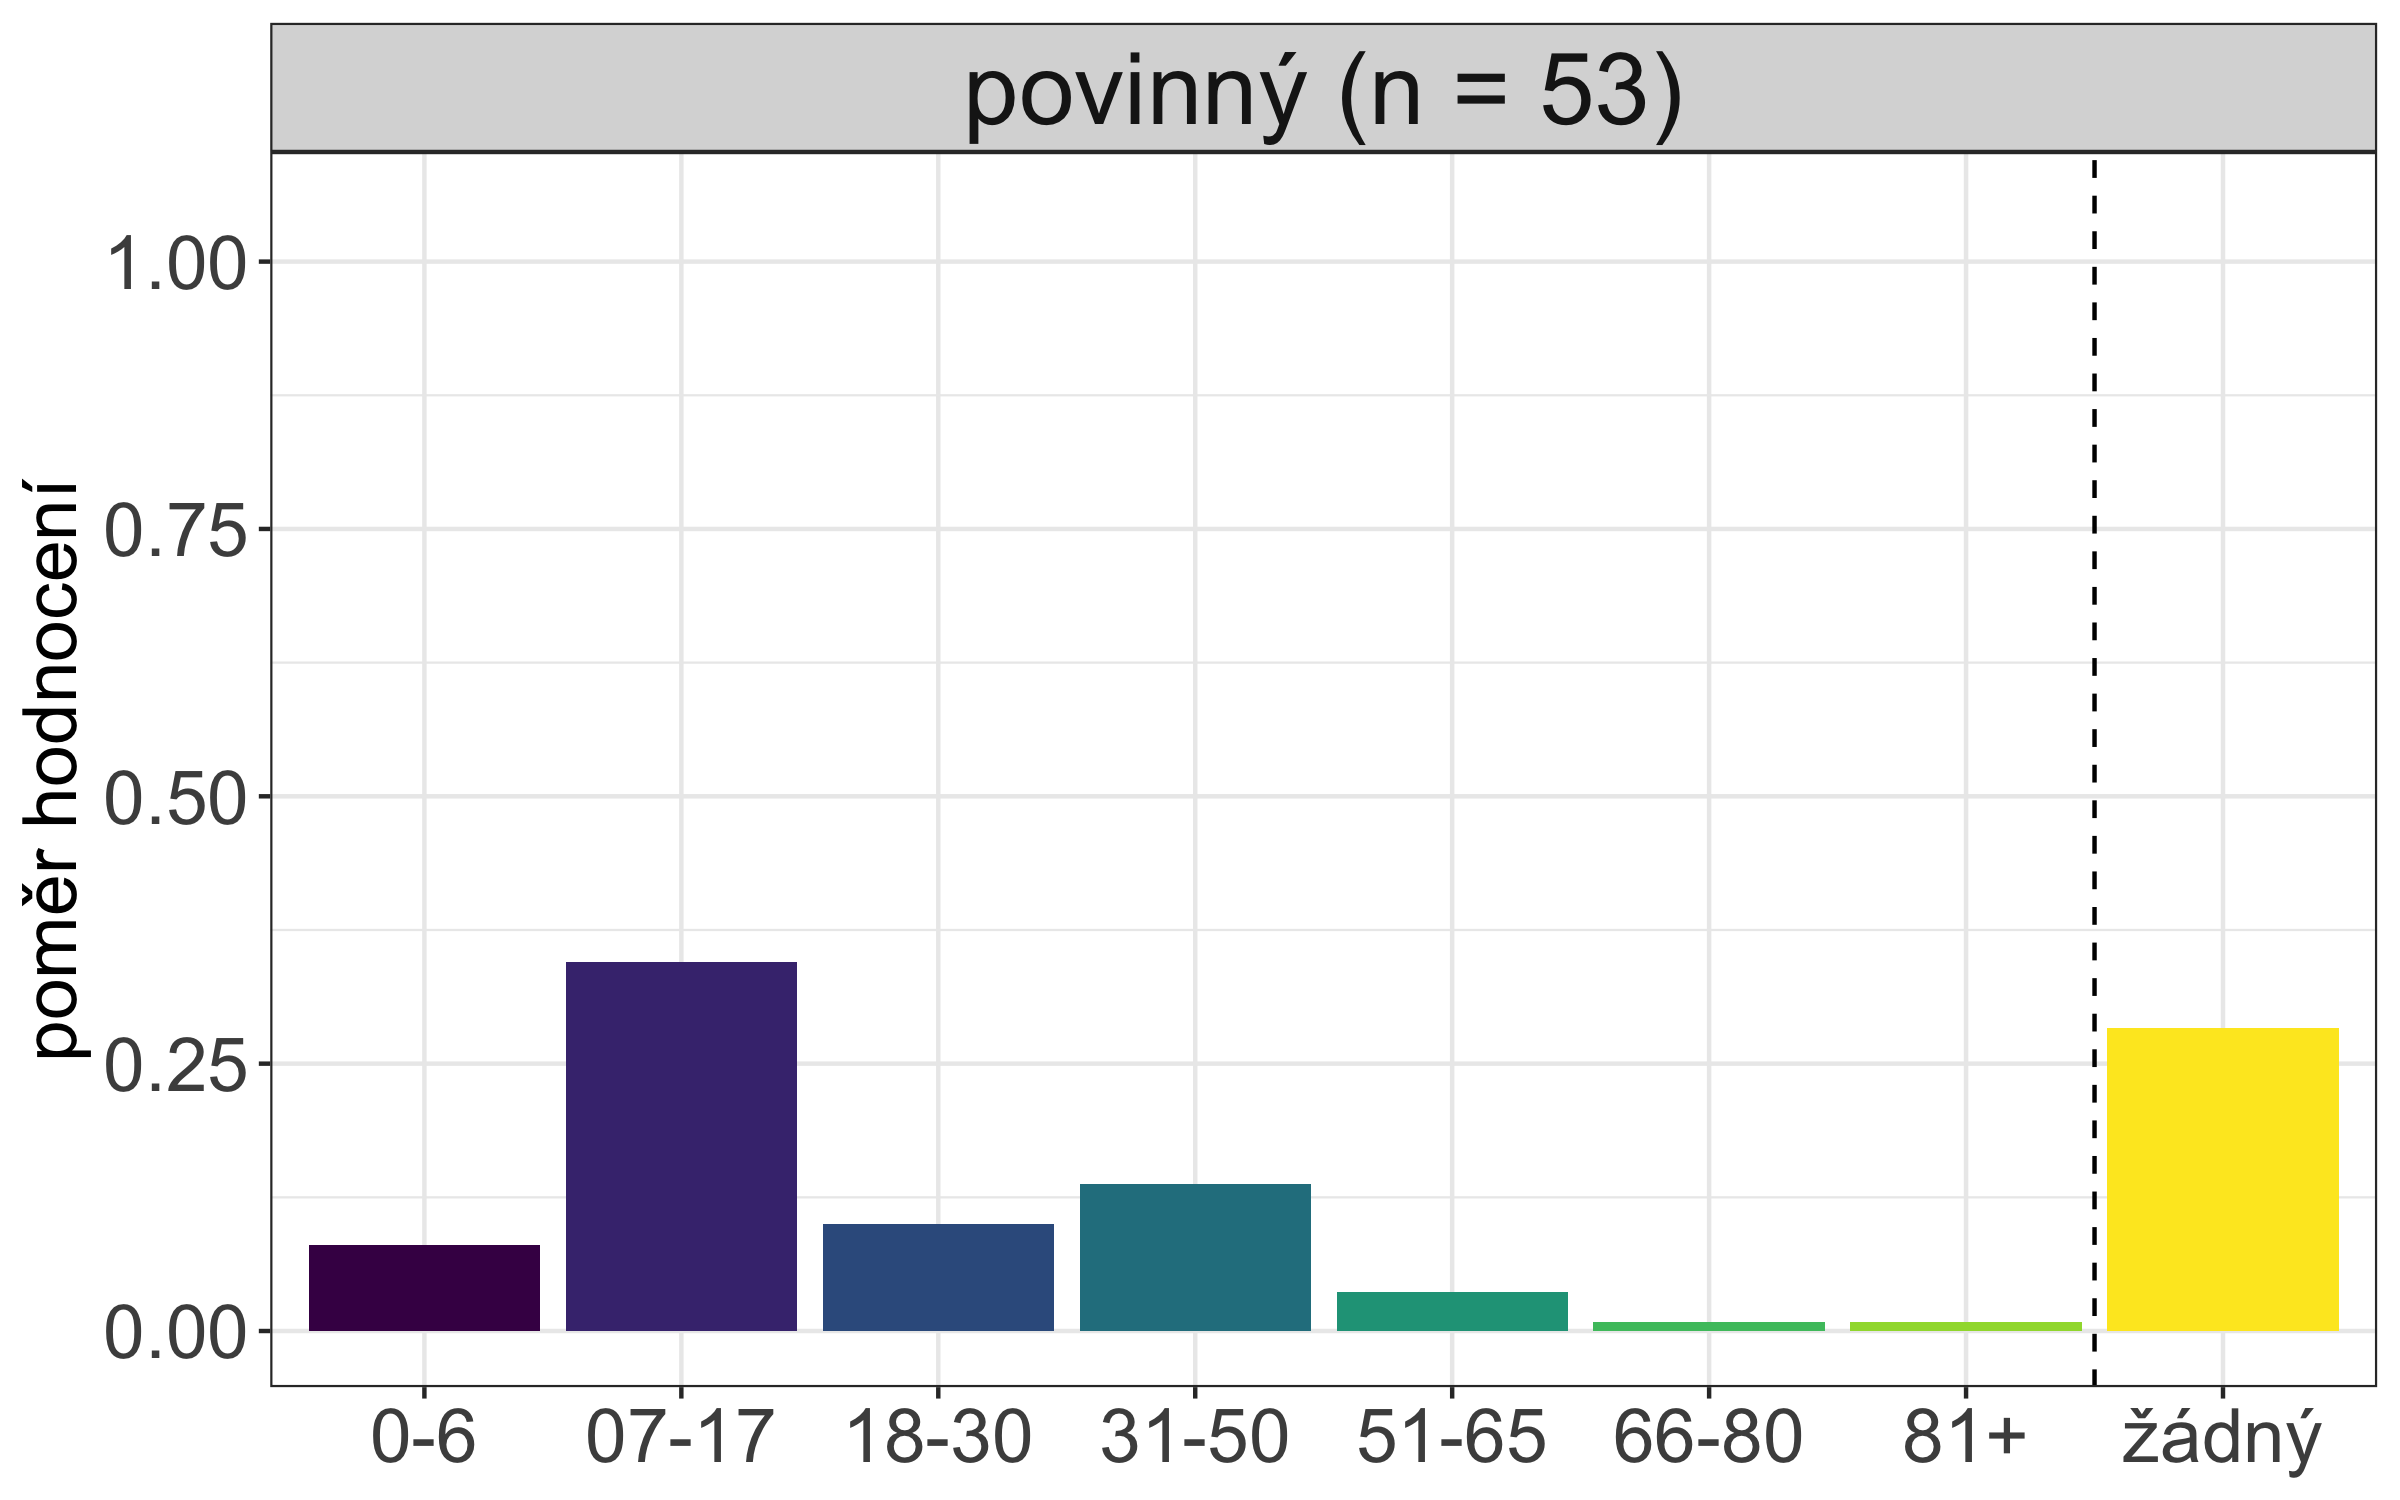 povinný (n = 53)
poměr hodnocení
1.00
0.75
0.50
0.25
0.00
0-6 07-17 18-30 31-50 51-65 66-80 81+ žádný